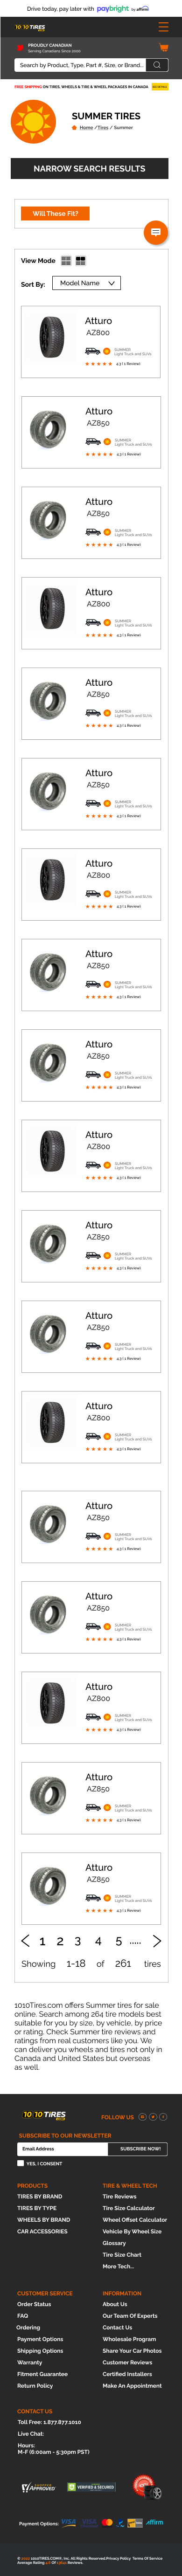 Drive today, pay later with paybright by affirm
10·10 TIRES
PROUDLY CANADIAN
Serving Canadians Since 2000
Search by Product, Type, Part #, Size, or Brand...
FREE SHIPPING ON TIRES, WHEELS & TIRE & WHEEL PACKAGES IN CANADA
SUMMER TIRES
Home / Tires / Summer
NARROW SEARCH RESULTS
Will These Fit?
View Mode
Sort By: Model Name
Atturo
AZ800
SUMMER
Light Truck and SUVs
4.5 | 1 Review)
Atturo
AZ850
SUMMER
Light Truck and SUVs
4.5 | 1 Review)
Atturo
AZ850
SUMMER
Light Truck and SUVs
4.5 | 1 Review)
Atturo
AZ800
SUMMER
Light Truck and SUVs
4.5 | 1 Review)
Atturo
AZ850
SUMMER
Light Truck and SUVs
4.5 | 1 Review)
Atturo
AZ850
SUMMER
Light Truck and SUVs
4.5 | 1 Review)
Atturo
AZ800
SUMMER
Light Truck and SUVs
4.5 | 1 Review)
Atturo
AZ850
SUMMER
Light Truck and SUVs
4.5 | 1 Review)
Atturo
AZ850
SUMMER
Light Truck and SUVs
4.5 | 1 Review)
Atturo
AZ800
SUMMER
Light Truck and SUVs
4.5 | 1 Review)
Atturo
AZ850
SUMMER
Light Truck and SUVs
4.5 | 1 Review)
Atturo
AZ850
SUMMER
Light Truck and SUVs
4.5 | 1 Review)
Atturo
AZ800
SUMMER
Light Truck and SUVs
4.5 | 1 Review)
Atturo
AZ850
SUMMER
Light Truck and SUVs
4.5 | 1 Review)
Atturo
AZ850
SUMMER
Light Truck and SUVs
4.5 | 1 Review)
Atturo
AZ800
SUMMER
Light Truck and SUVs
4.5 | 1 Review)
Atturo
AZ850
SUMMER
Light Truck and SUVs
4.5 | 1 Review)
Atturo
AZ850
SUMMER
Light Truck and SUVs
4.5 | 1 Review)
1 2 3 4 5 .....
Showing 1-18 of 261 tires
1010Tires.com offers Summer tires for sale
online. Search among 264 tire models best
suitable for you by size, by vehicle, by price
or rating. Check Summer tire reviews and
ratings from real customers like you. We
can deliver you wheels and tires not only in
Canada and United States but overseas
as well.
10·10 TIRES
FOLLOW US
SUBSCRIBE TO OUR NEWSLETTER
Email Address
SUBSCRIBE NOW!
YES, I CONSENT
PRODUCTS
TIRES BY BRAND
TIRES BY TYPE
WHEELS BY BRAND
CAR ACCESSORIES
TIRE & WHEEL TECH
Tire Reviews
Tire Size Calculator
Wheel Offset Calculator
Vehicle By Wheel Size
Glossary
Tire Size Chart
More Tech...
CUSTOMER SERVICE
Order Status
FAQ
Ordering
Payment Options
Shipping Options
Warranty
Fitment Guarantee
Return Policy
INFORMATION
About Us
Our Team Of Experts
Contact Us
Wholesale Program
Share Your Car Photos
Customer Reviews
Certified Installers
Make An Appointment
CONTACT US
Toll Free: 1.877.877.1010
Live Chat:
Hours:
M-F (6:00am - 5:30pm PST)
APPROVED
VERIFIED & SECURED
Payment Options:
VISA
affirm